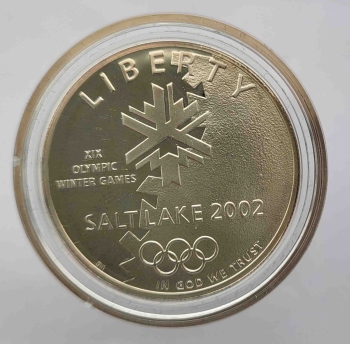 LIBERTY
XIX
OLYMPIC
WINTER GAMES
SALT LAKE 2002
IN GOD WE TRUST